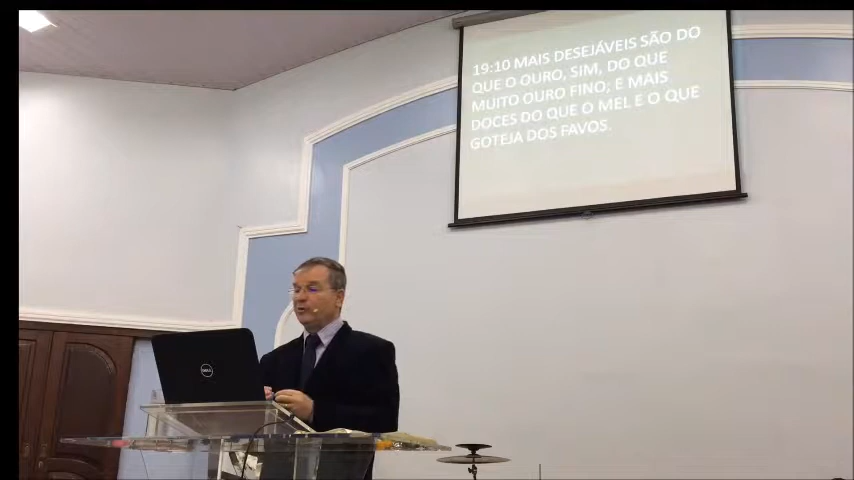 19:10 MAIS DESEJÁVEIS SÃO DO
QUE O OURO, SIM, DO QUE
MUITO OURO FINO; E MAIS
DOCES DO QUE O MEL E O QUE
GOTEJA DOS FAVOS.
DELL